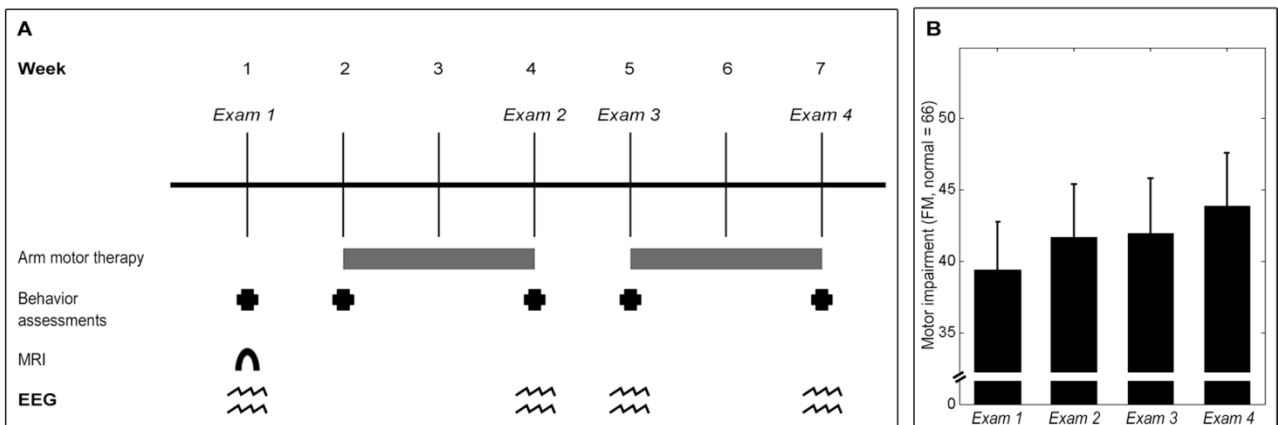 A
Week 1 2 3 4 5 6 7
Exam 1 Exam 2 Exam 3 Exam 4
Arm motor therapy
Behavior
assessments
MRI
EEG
B
Motor impairment (FM, normal = 66)
50
45
40
35
0
Exam 1 Exam 2 Exam 3 Exam 4